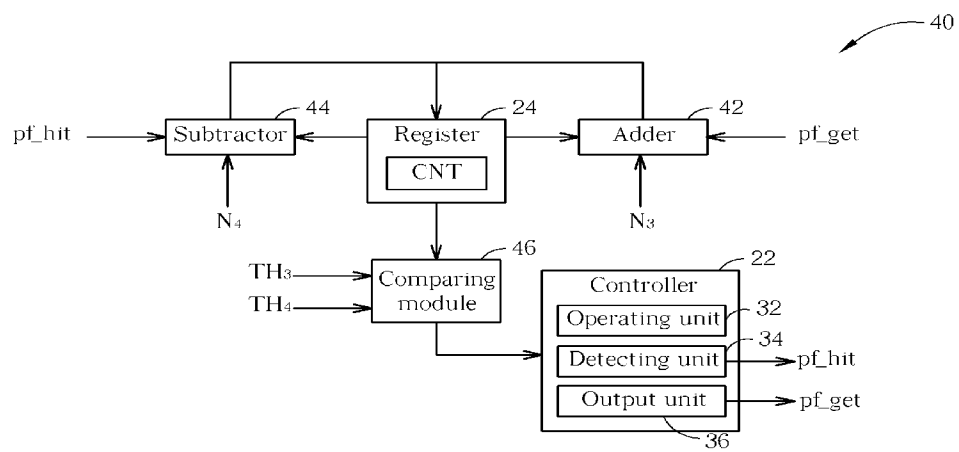 40
44
24
42
pf_hit
Subtractor
Register
Adder
pf_get
CNT
N4
N3
46
TH3
TH4
Comparing
module
22
Controller
Operating unit
32
34
Detecting unit
pf_hit
Output unit
pf_get
36